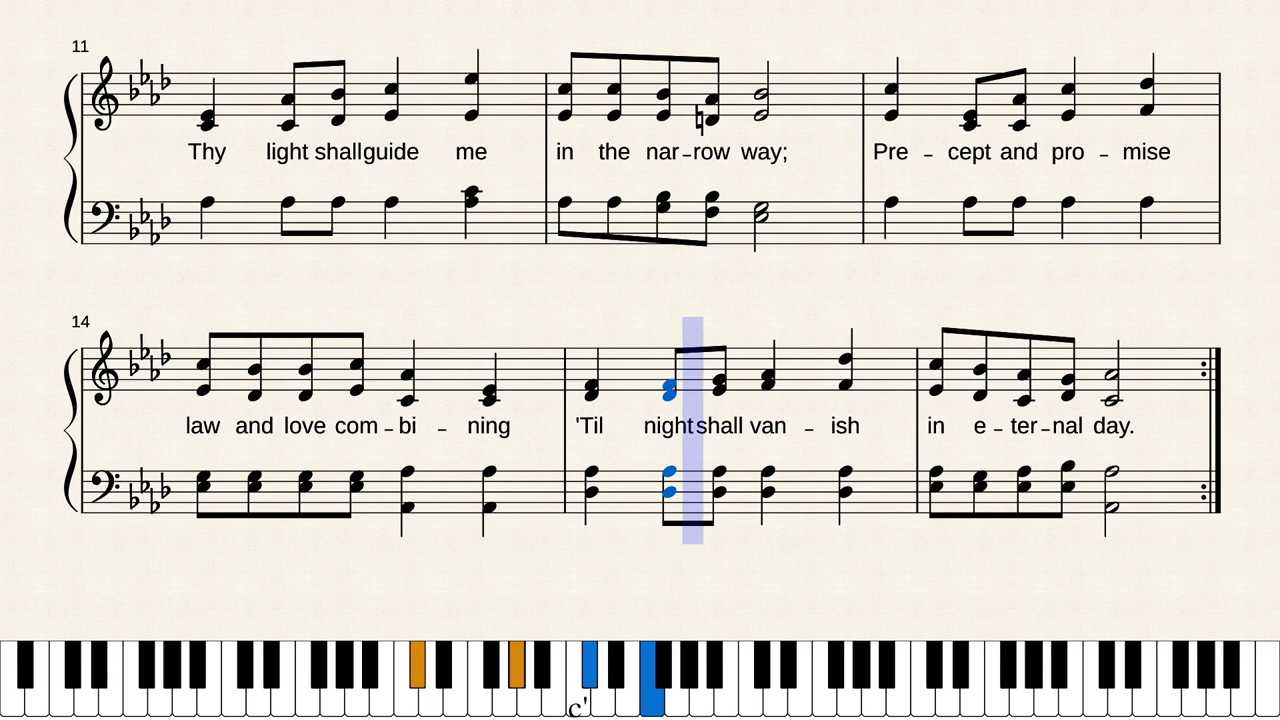 11
Thy light shall guide me in the nar - row way; Pre - cept and pro - mise
14
law and love com - bi - ning 'Til night shall van - ish in e - ter - nal day.
c'